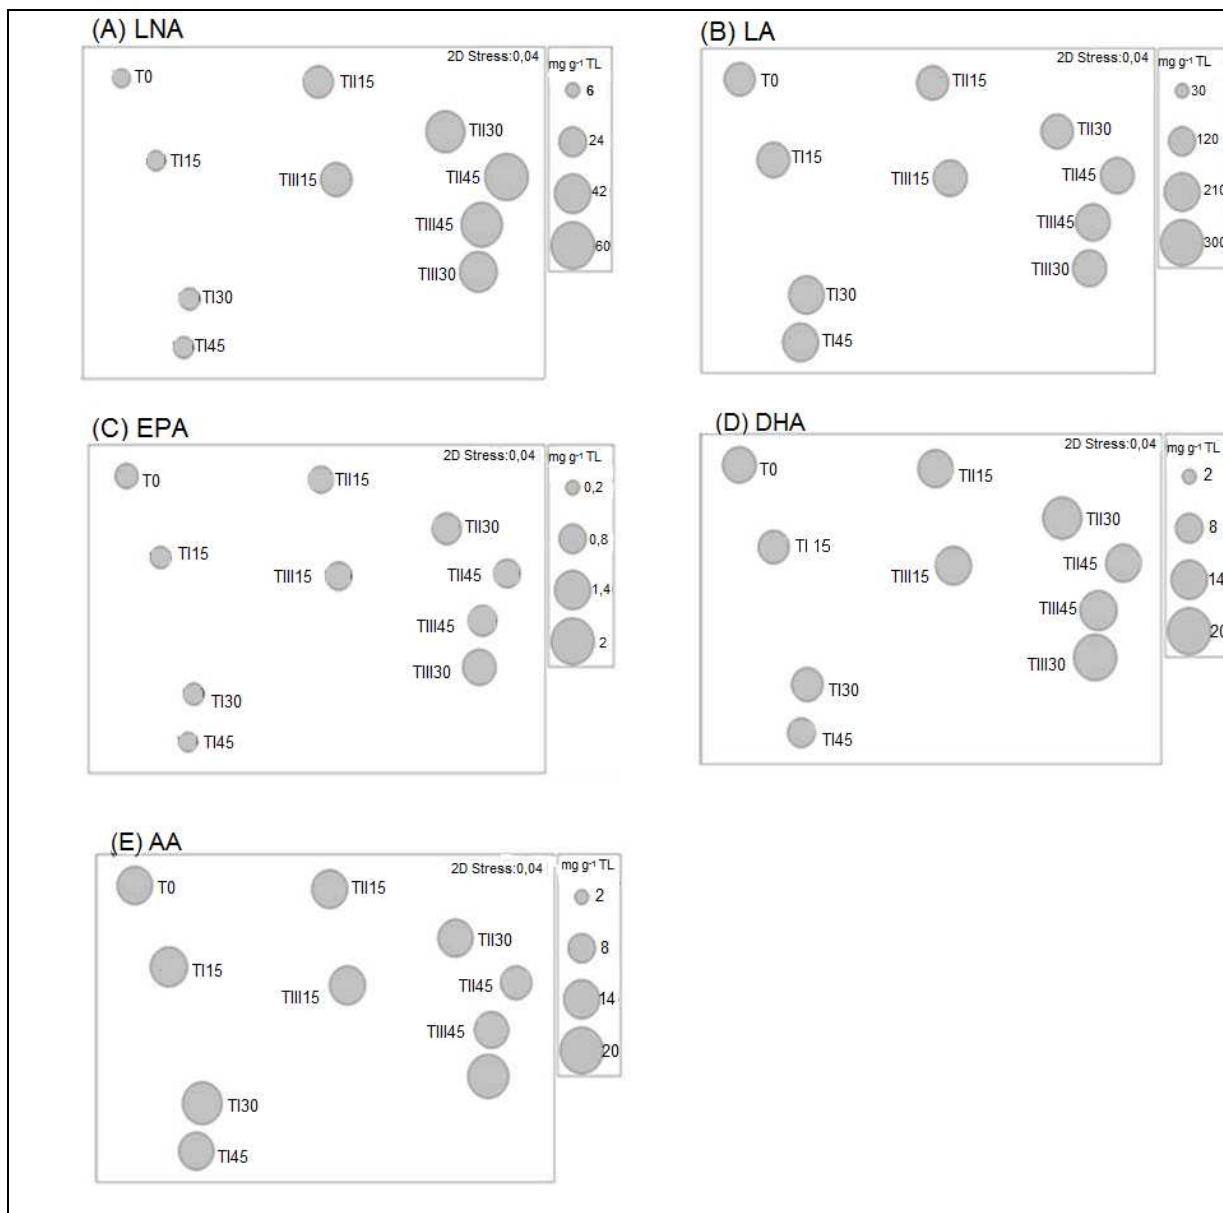 (A) LNA
2D Stress:0,04
mg g-1 TL
T0
TII15
6
TII30
24
TI15
TIII15
TII45
42
TIII45
60
TIII30
TI30
TI45
(B) LA
2D Stress:0,04
mg g-1 TL
T0
TII15
30
TII30
120
TI15
TIII15
TII45
210
TIII45
300
TIII30
TI30
TI45
(C) EPA
2D Stress:0,04
mg g-1 TL
T0
TII15
0,2
TII30
0,8
TI15
TIII15
TII45
1,4
TIII45
2
TIII30
TI30
TI45
(D) DHA
2D Stress:0,04
mg g-1 TL
T0
TII15
2
TII30
8
TI 15
TIII15
TII45
14
TIII45
20
TIII30
TI30
TI45
(E) AA
2D Stress:0,04
mg g-1 TL
T0
TII15
2
TII30
8
TI15
TIII15
TII45
14
TIII45
20
TI30
TI45